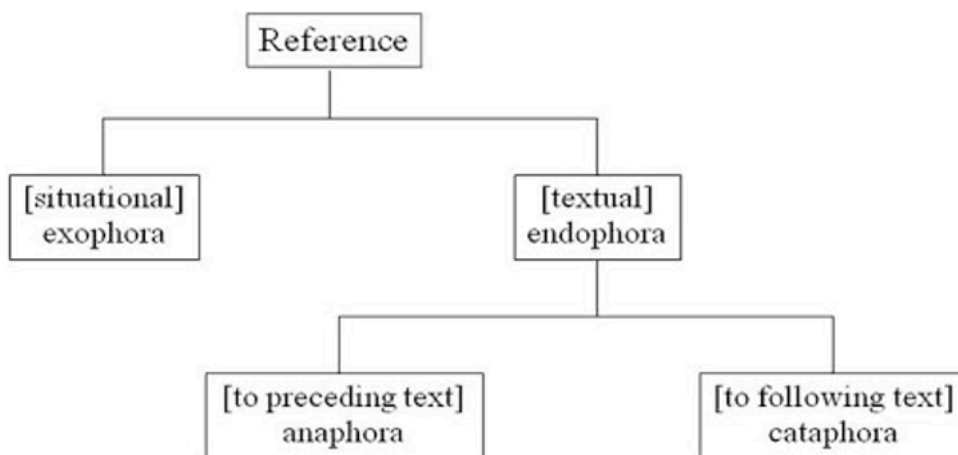 Reference
[situational]
exophora
[textual]
endophora
[to preceding text]
anaphora
[to following text]
cataphora